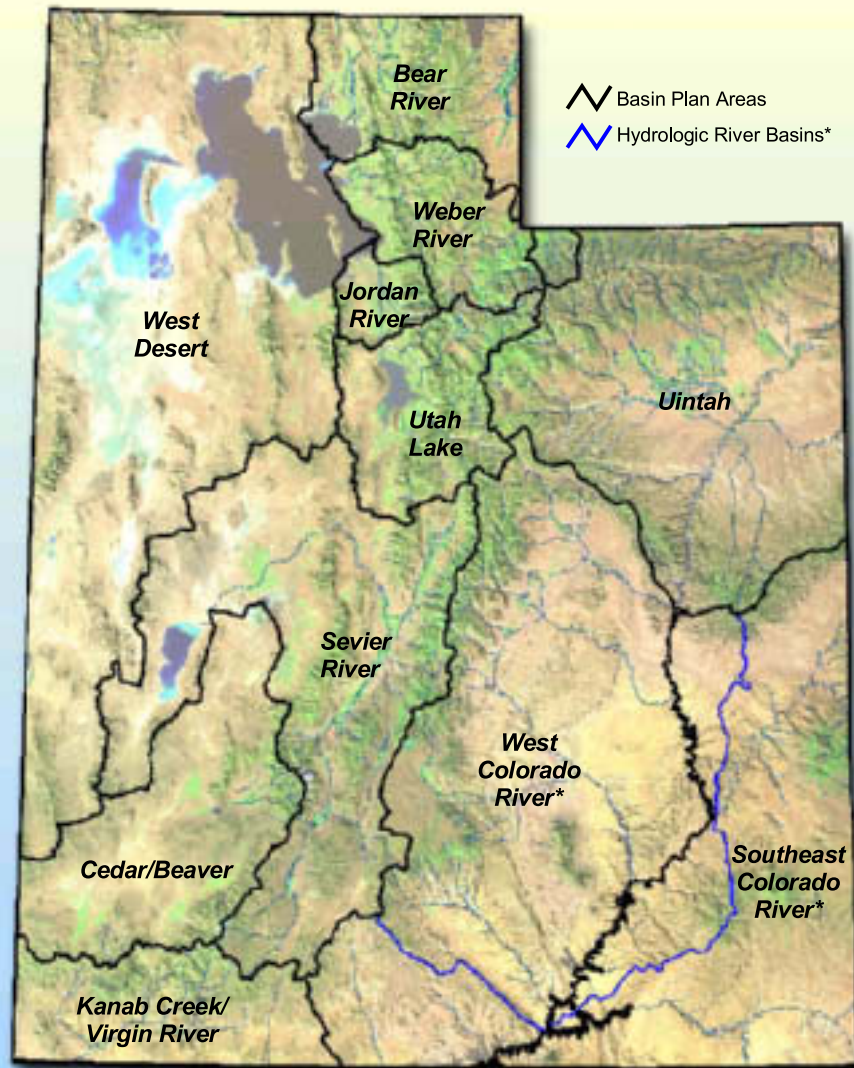 Bear
River
Basin Plan Areas
Hydrologic River Basins*
Weber
River
Jordan
River
West
Desert
Uintah
Utah
Lake
Sevier
River
West
Colorado
River*
Southeast
Colorado
River*
Cedar/Beaver
Kanab Creek/
Virgin River